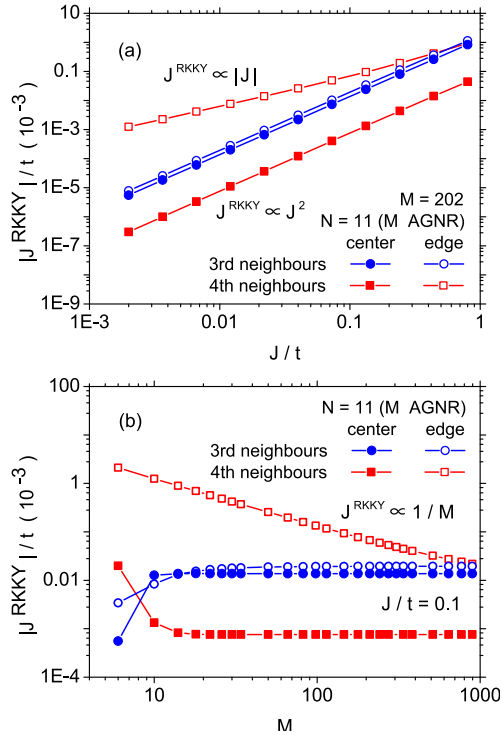 100
(a)
10
J^RKKY ∝ |J|
0.1
1E-3
|J^RKKY|/t (10^-3)
1E-5
J^RKKY ∝ J^2
M = 202
N = 11 (M AGNR)
1E-7
center edge
3rd neighbours
4th neighbours
1E-9
1E-3 0.01 0.1 1
J / t
100
(b)
N = 11 (M AGNR)
center edge
3rd neighbours
4th neighbours
1
J^RKKY ∝ 1 / M
|J^RKKY|/t (10^-3)
0.01
J / t = 0.1
1E-4
10 100 1000
M